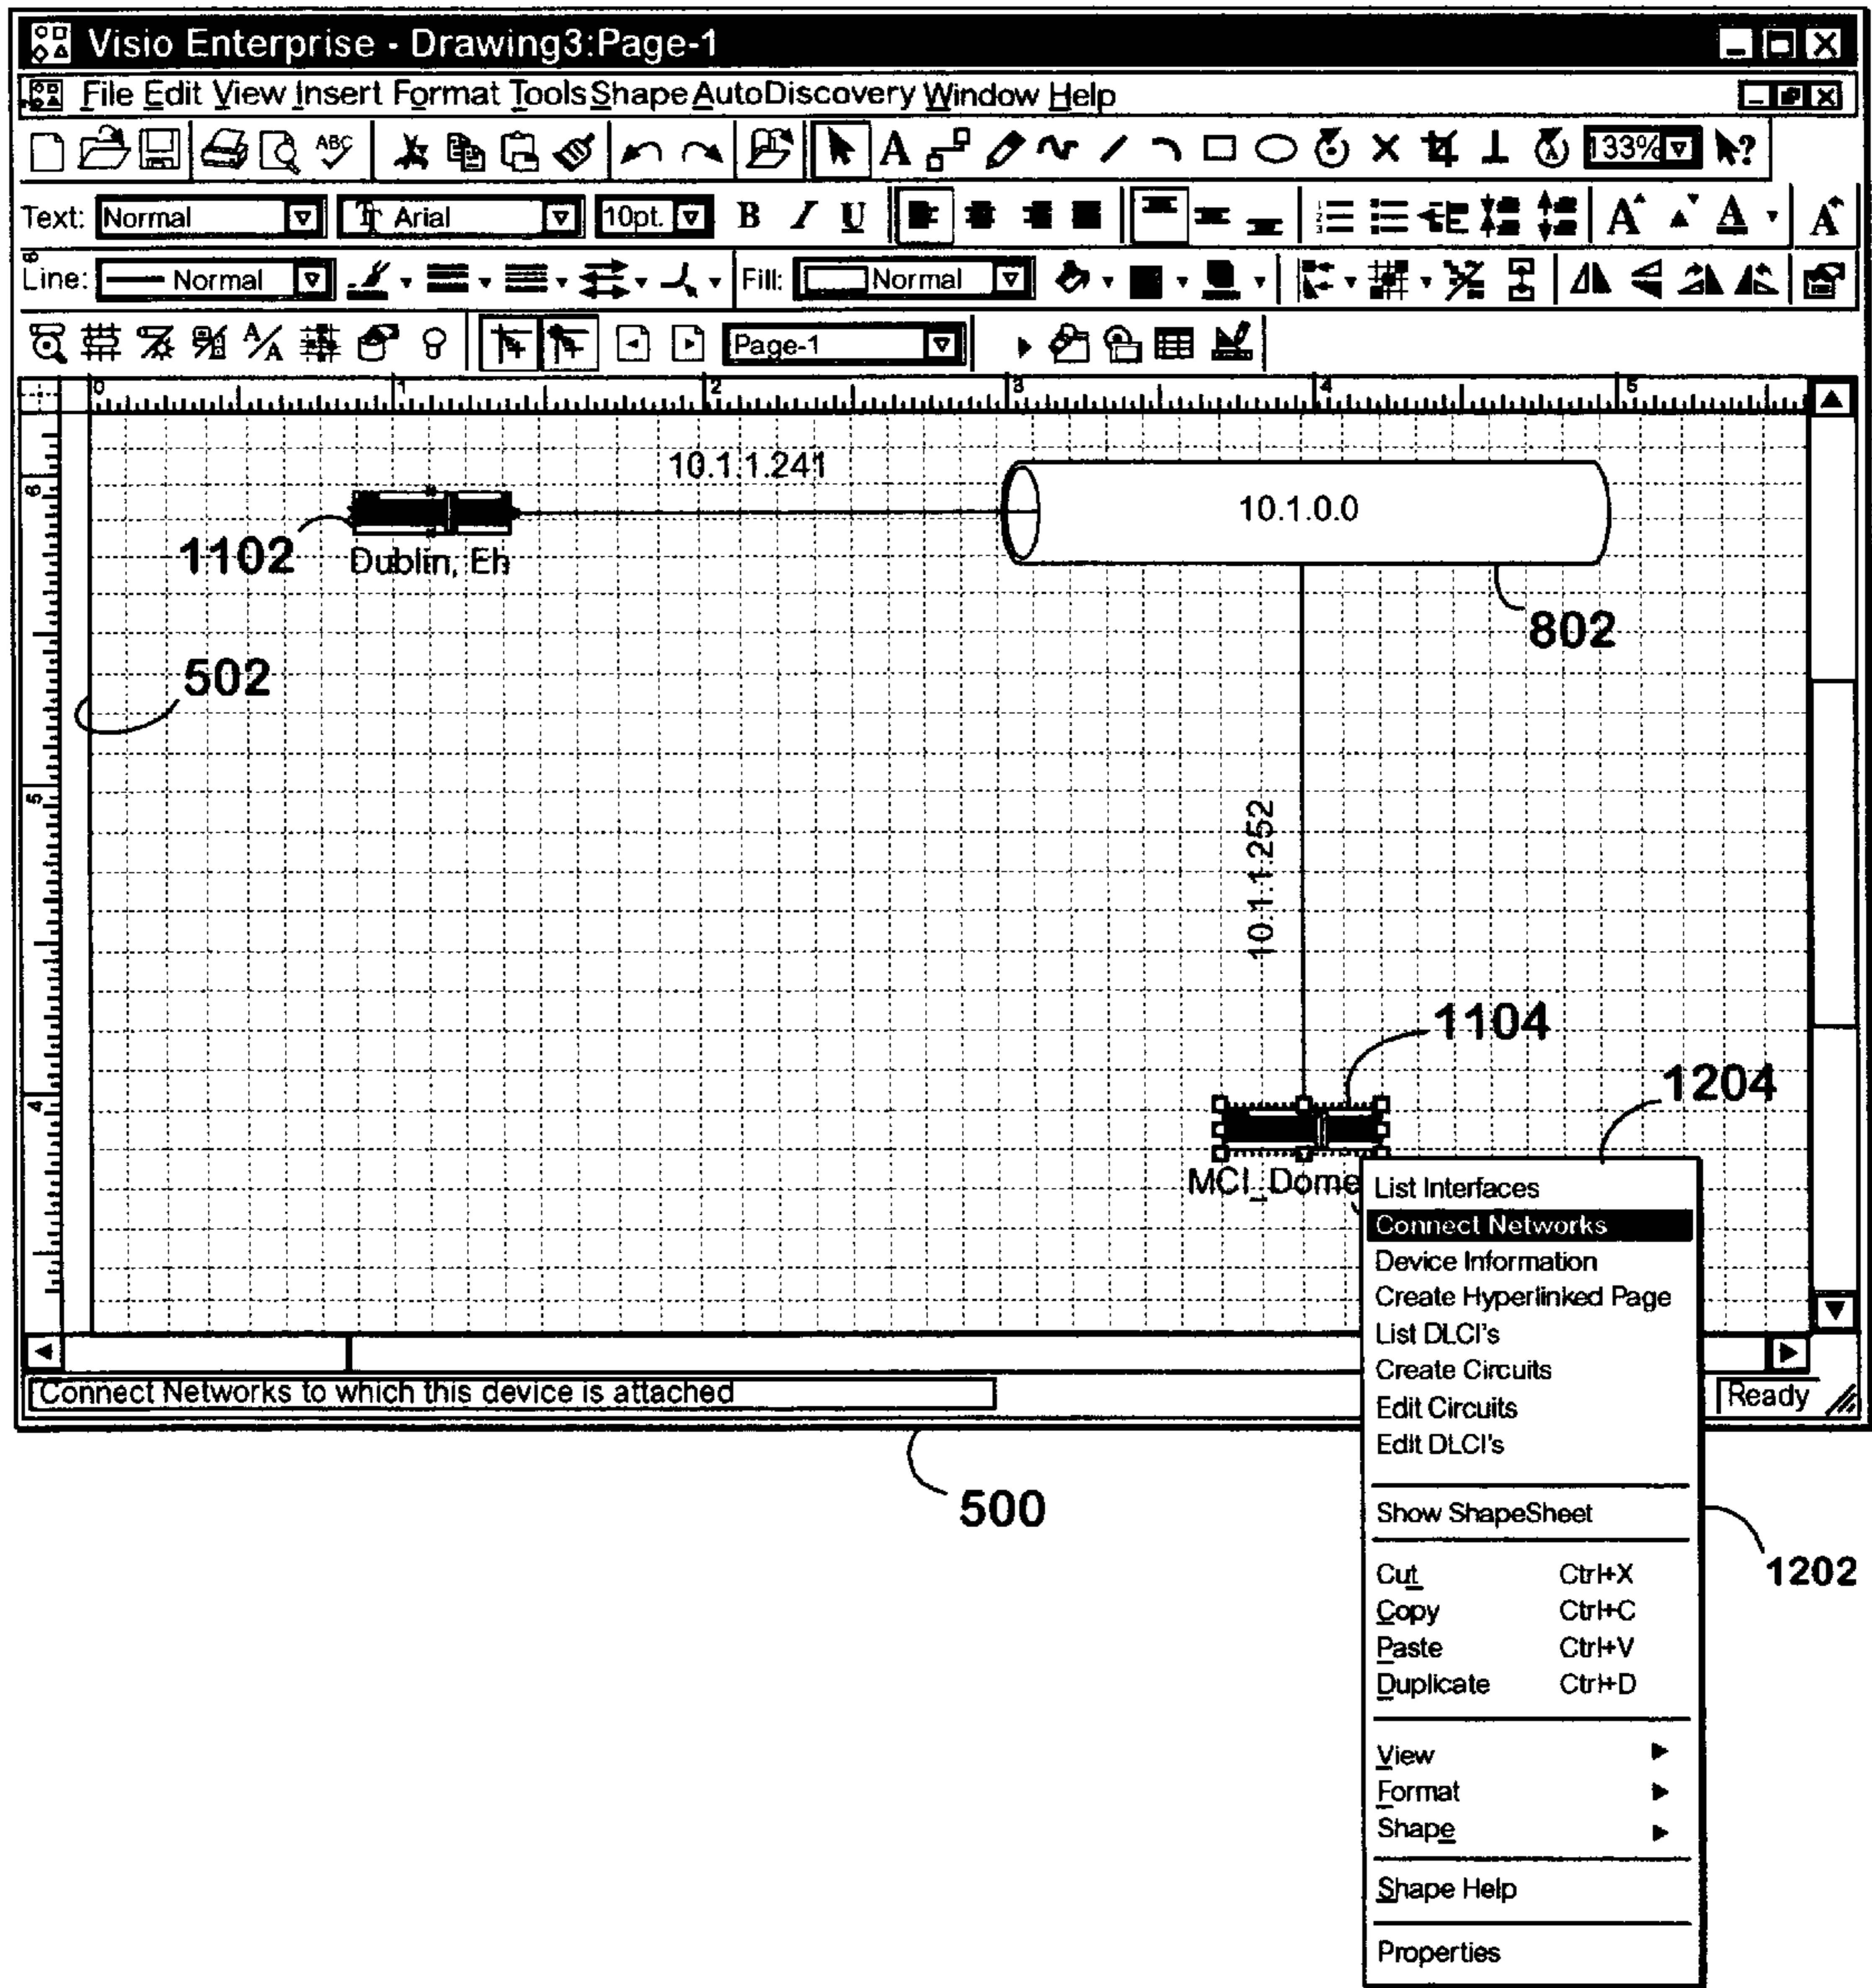 Visio Enterprise - Drawing3:Page-1
File Edit View Insert Format Tools Shape AutoDiscovery Window Help
ABC A 133% ?
Text: Normal Arial 10pt. B I U A A A A
Line: Normal Fill: Normal
A/A Page-1
0 1 2 3 4 5
6
10.1.1.241
10.1.0.0
1102
Dublin, Eh
802
502
5
10.1.1.252
1104
4
1204
MCI_Dome
List Interfaces
Connect Networks
Device Information
Create Hyperlinked Page
List DLCI's
Create Circuits
Connect Networks to which this device is attached
Ready
Edit Circuits
Edit DLCI's
500
Show ShapeSheet
1202
Cut Ctrl+X
Copy Ctrl+C
Paste Ctrl+V
Duplicate Ctrl+D
View
Format
Shape
Shape Help
Properties